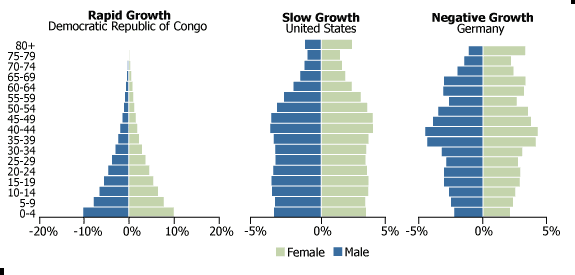 Rapid Growth
Democratic Republic of Congo
Slow Growth
United States
Negative Growth
Germany
80+
75-79
70-74
65-69
60-64
55-59
50-54
45-49
40-44
35-39
30-34
25-29
20-24
15-19
10-14
5-9
0-4
-20% -10% 0% 10% 20%
-5% 0% 5%
-5% 0% 5%
Female Male